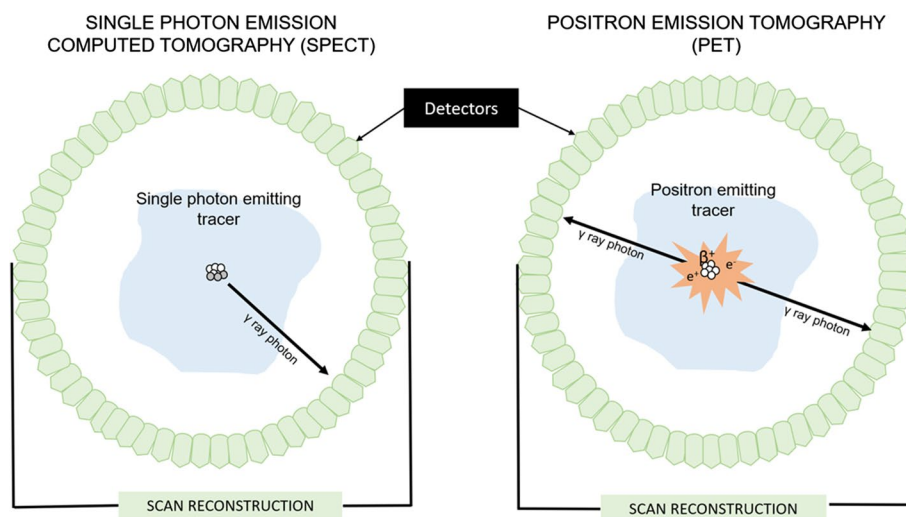 SINGLE PHOTON EMISSION
COMPUTED TOMOGRAPHY (SPECT)
POSITRON EMISSION TOMOGRAPHY
(PET)
Detectors
Single photon emitting
tracer
γ ray photon
Positron emitting
tracer
γ ray photon
β+
e+
e-
γ ray photon
SCAN RECONSTRUCTION
SCAN RECONSTRUCTION